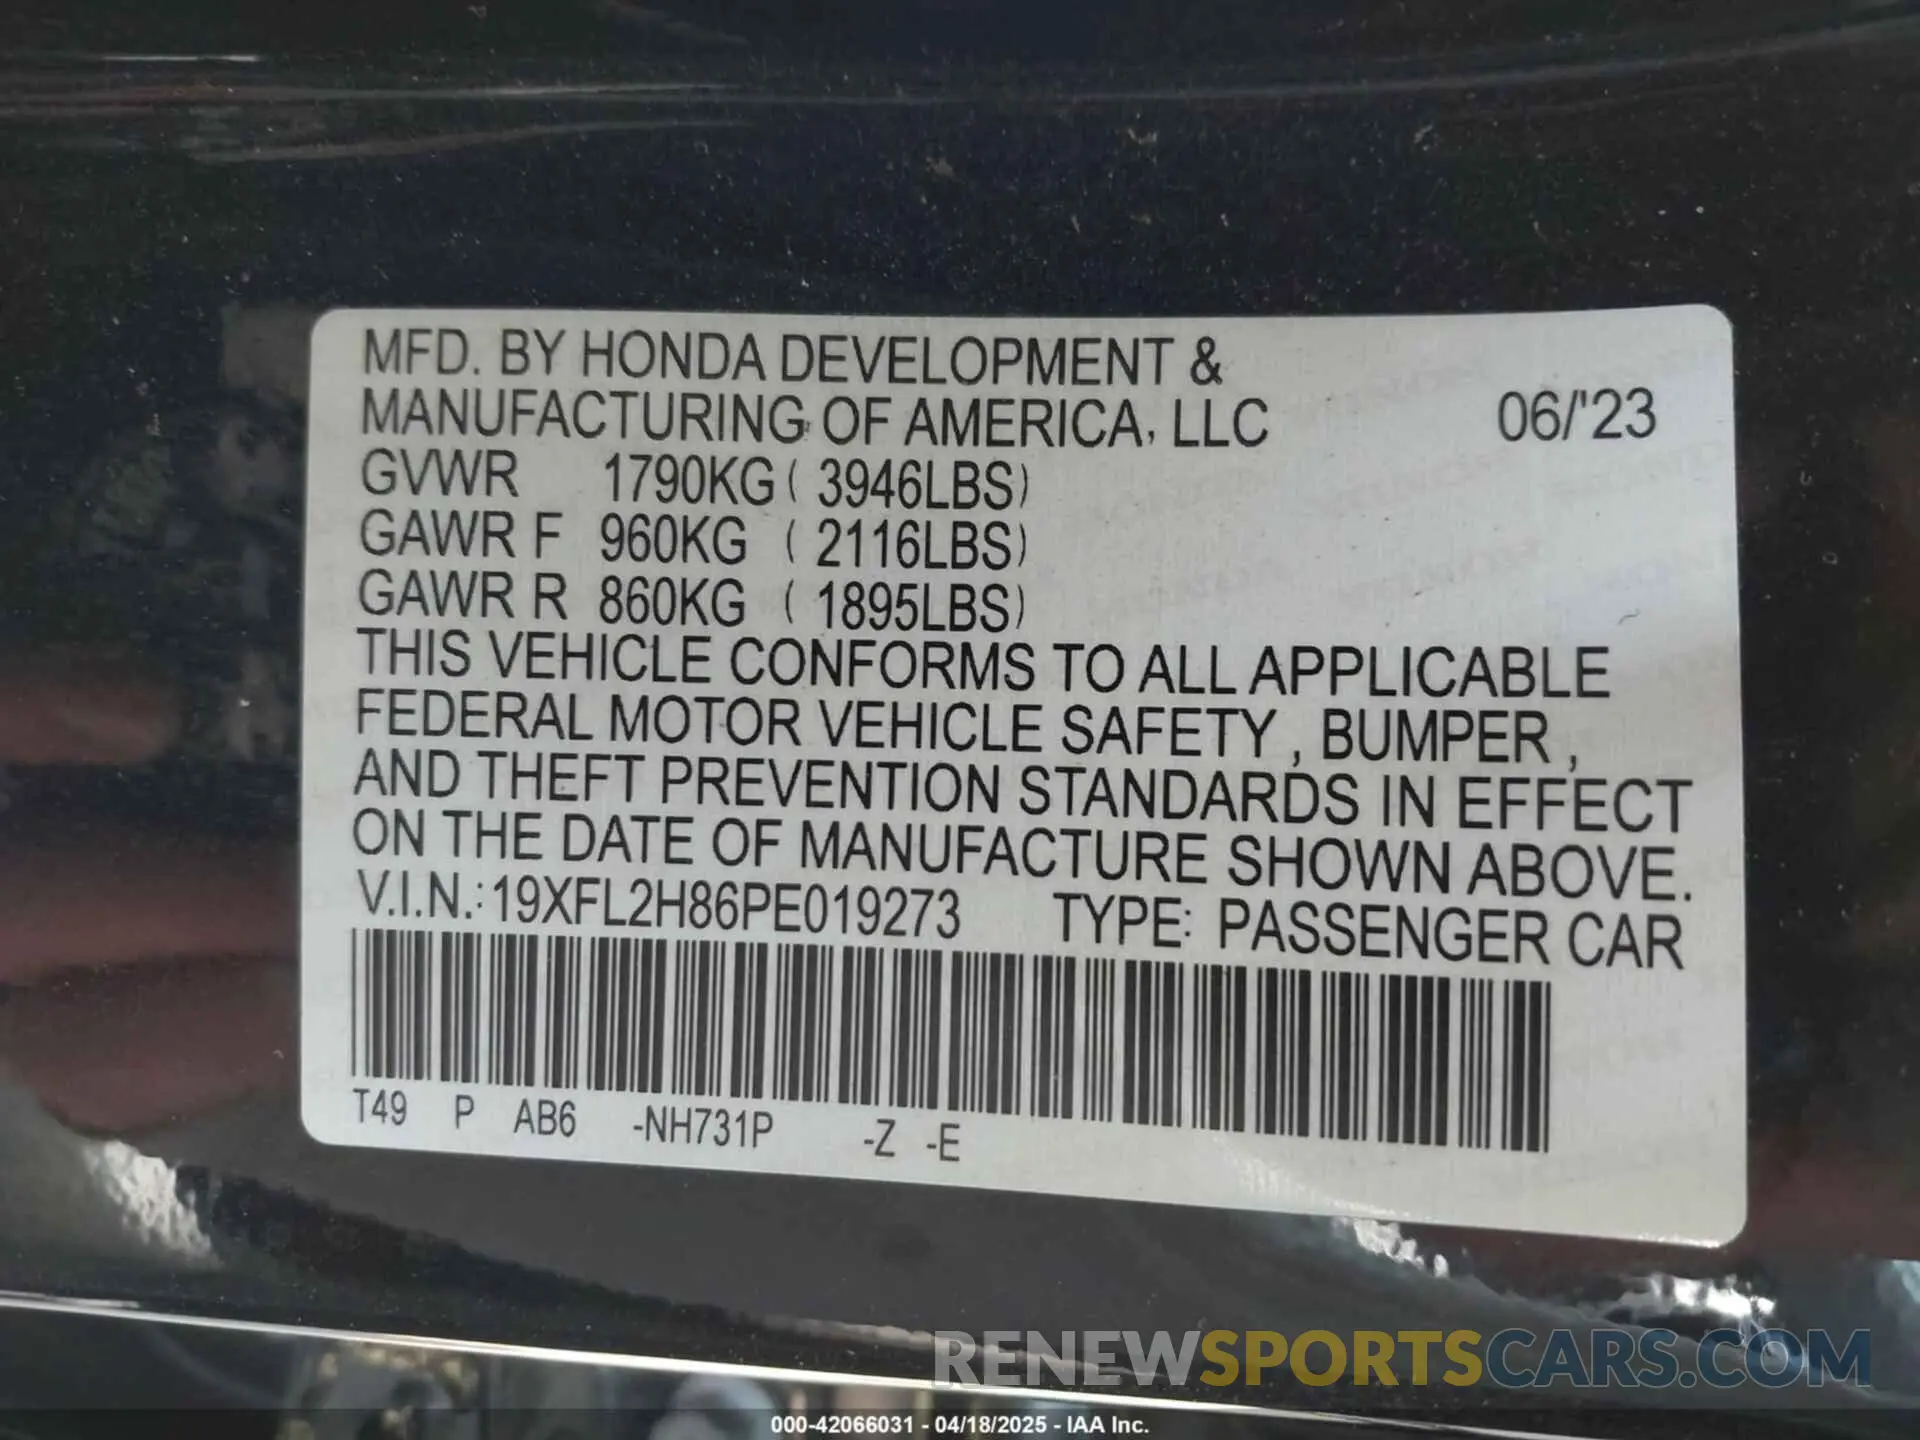 MFD. BY HONDA DEVELOPMENT &
MANUFACTURING OF AMERICA, LLC 06/'23
GVWR 1790KG ( 3946LBS)
GAWR F 960KG ( 2116LBS)
GAWR R 860KG ( 1895LBS)
THIS VEHICLE CONFORMS TO ALL APPLICABLE
FEDERAL MOTOR VEHICLE SAFETY , BUMPER ,
AND THEFT PREVENTION STANDARDS IN EFFECT
ON THE DATE OF MANUFACTURE SHOWN ABOVE.
V.I.N.: 19XFL2H86PE019273 TYPE: PASSENGER CAR
T49 P AB6 -NH731P -Z -E
RENEWSPORTSCARS.COM
000-42066031 - 04/18/2025 - IAA Inc.